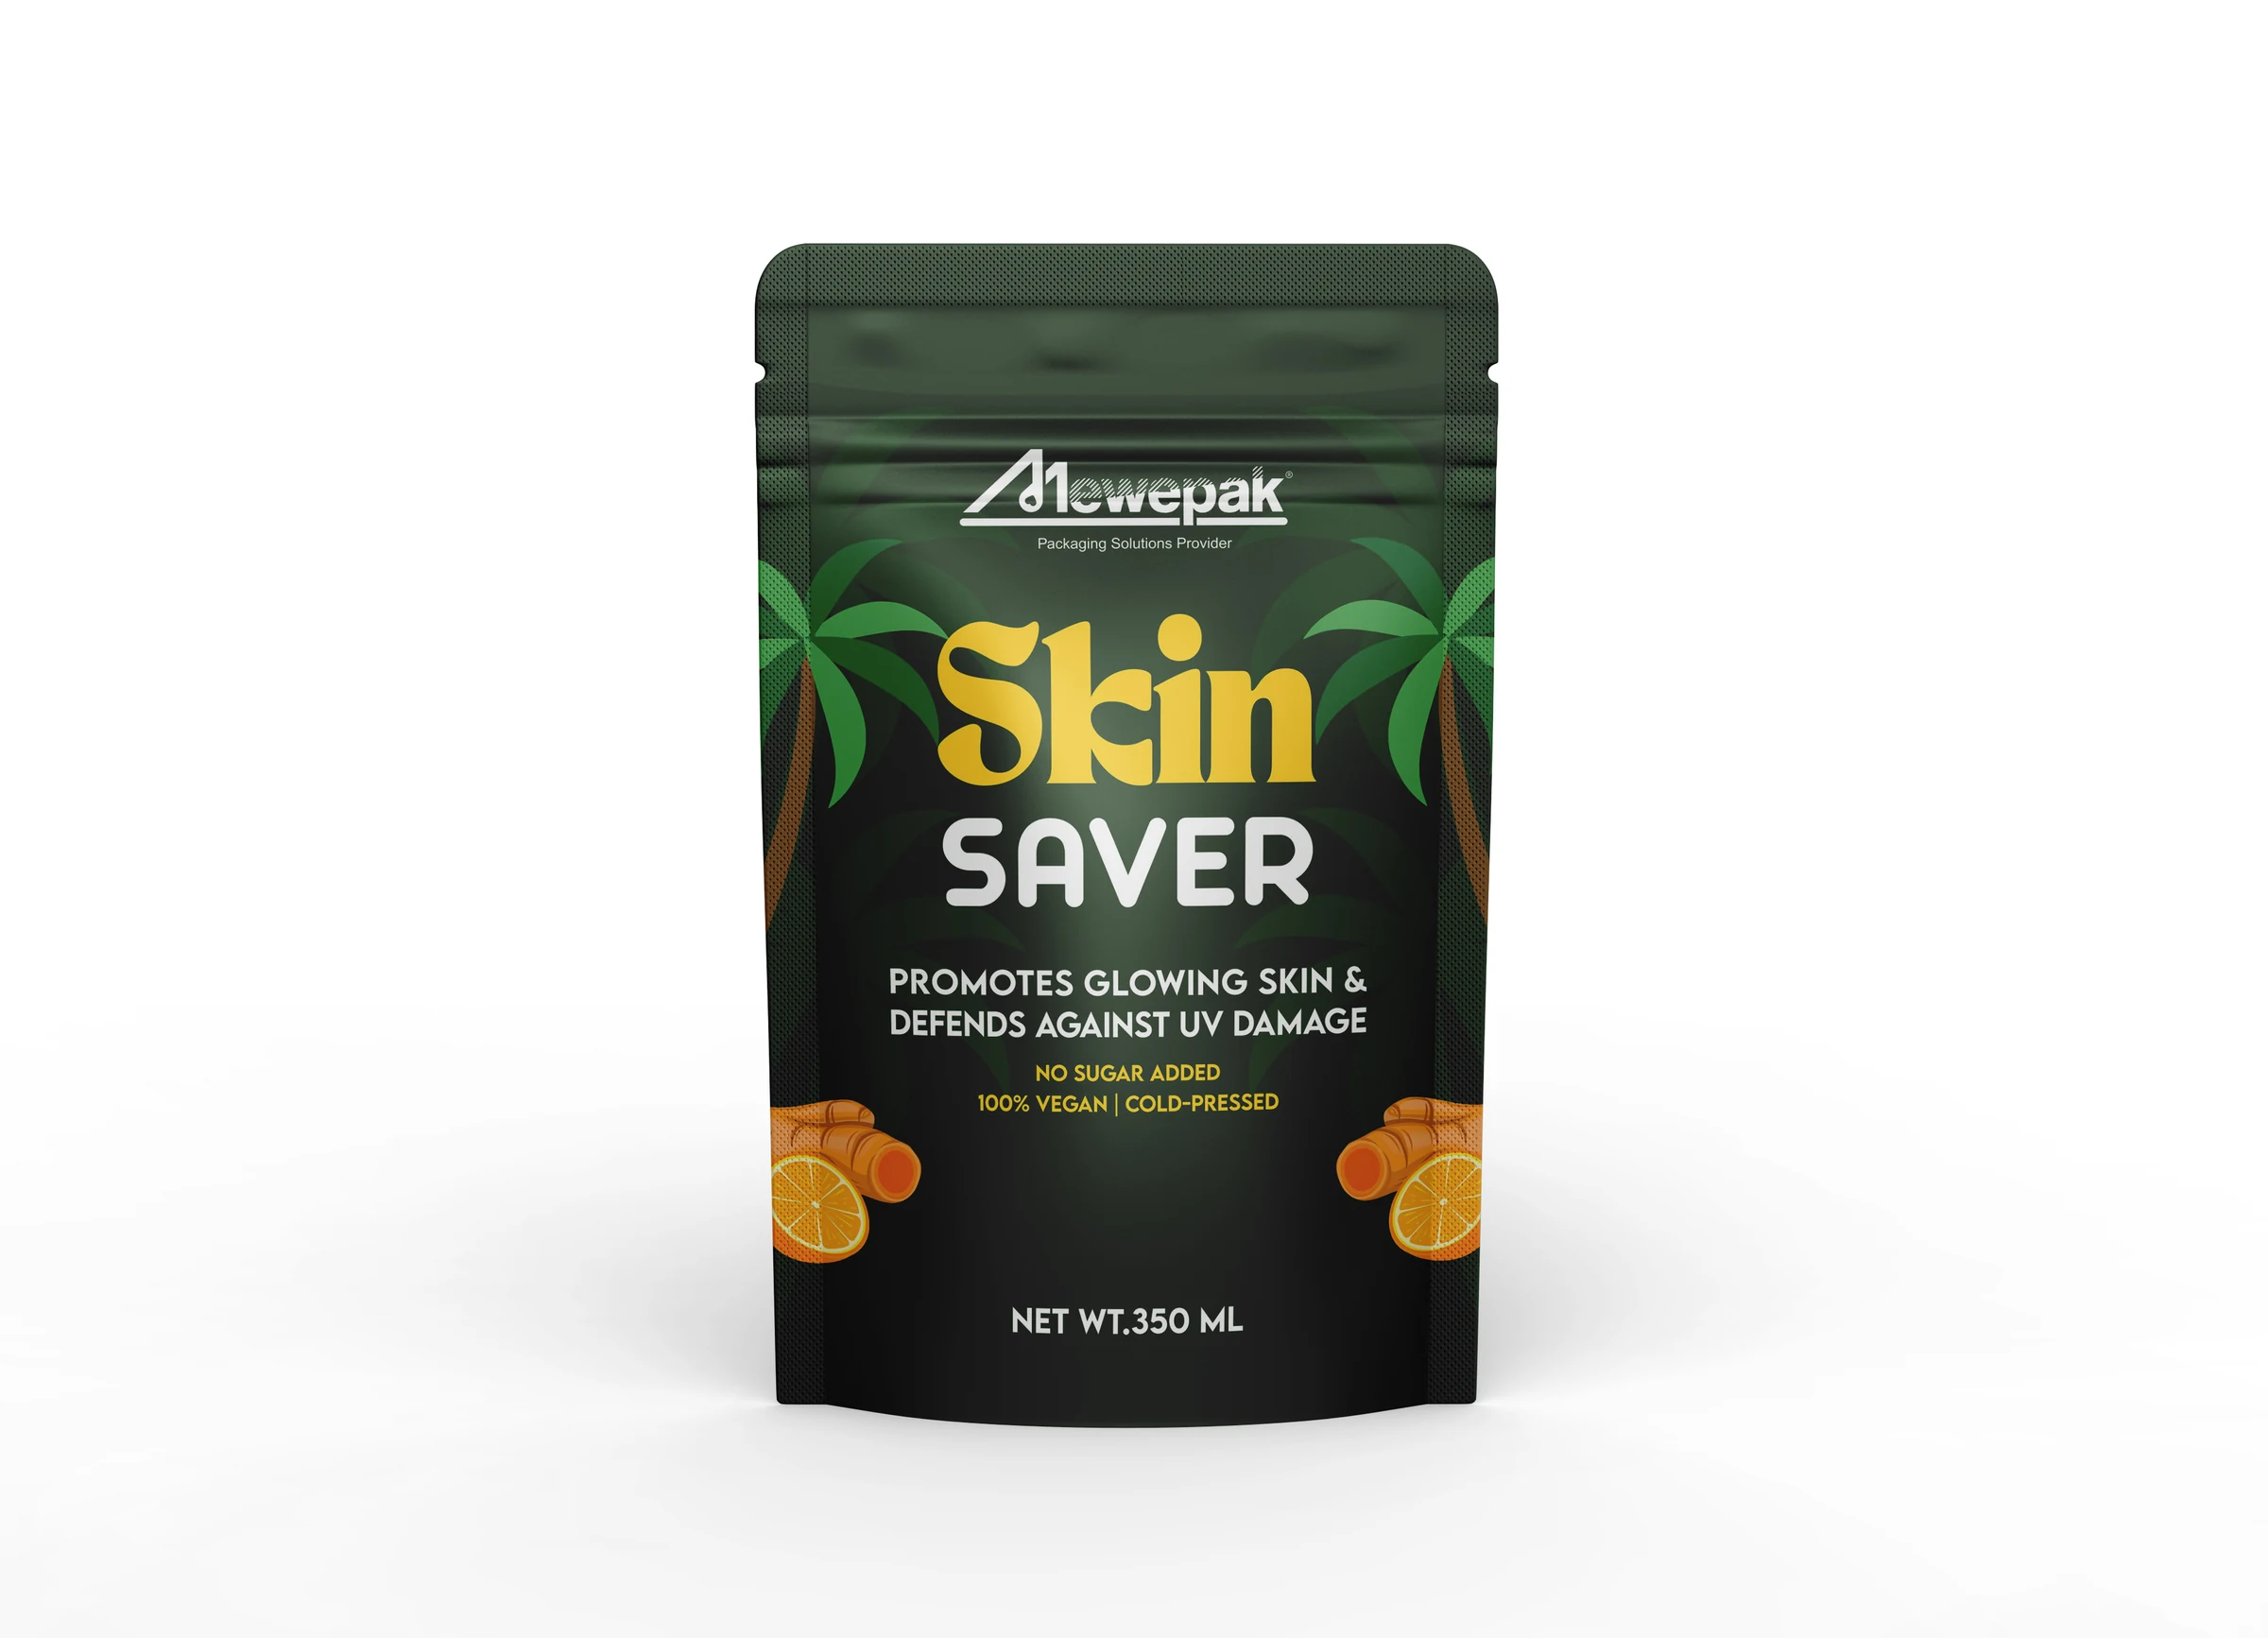 Mewepak®
Packaging Solutions Provider
Skin
SAVER
PROMOTES GLOWING SKIN &
DEFENDS AGAINST UV DAMAGE
NO SUGAR ADDED
100% VEGAN | COLD-PRESSED
NET WT.350 ML